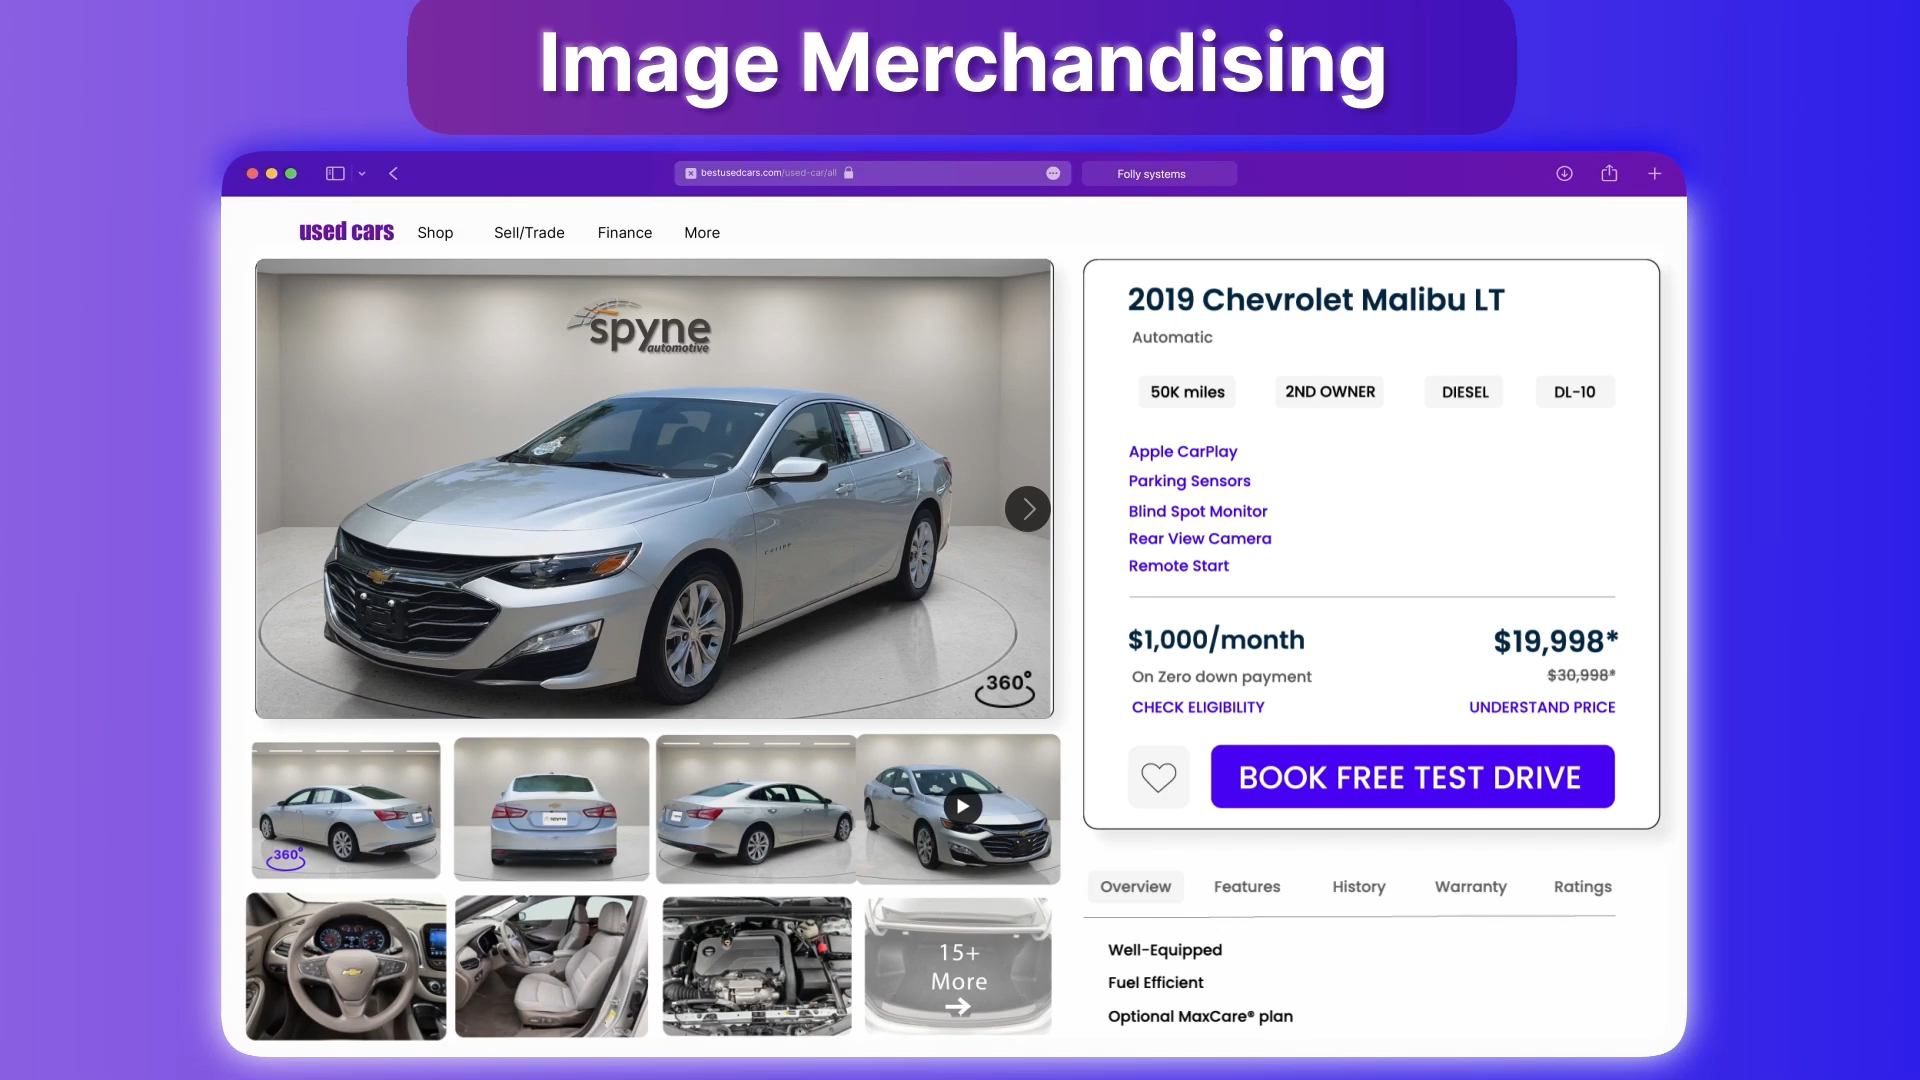 Image Merchandising
bestusedcars.com/used-car/all
Folly systems
used cars
Shop
Sell/Trade
Finance
More
spyne
automotive
360°
360°
spyne
15+
More
2019 Chevrolet Malibu LT
Automatic
50K miles
2ND OWNER
DIESEL
DL-10
Apple CarPlay
Parking Sensors
Blind Spot Monitor
Rear View Camera
Remote Start
$1,000/month
$19,998*
On Zero down payment
$30,998*
CHECK ELIGIBILITY
UNDERSTAND PRICE
BOOK FREE TEST DRIVE
Overview
Features
History
Warranty
Ratings
Well-Equipped
Fuel Efficient
Optional MaxCare® plan